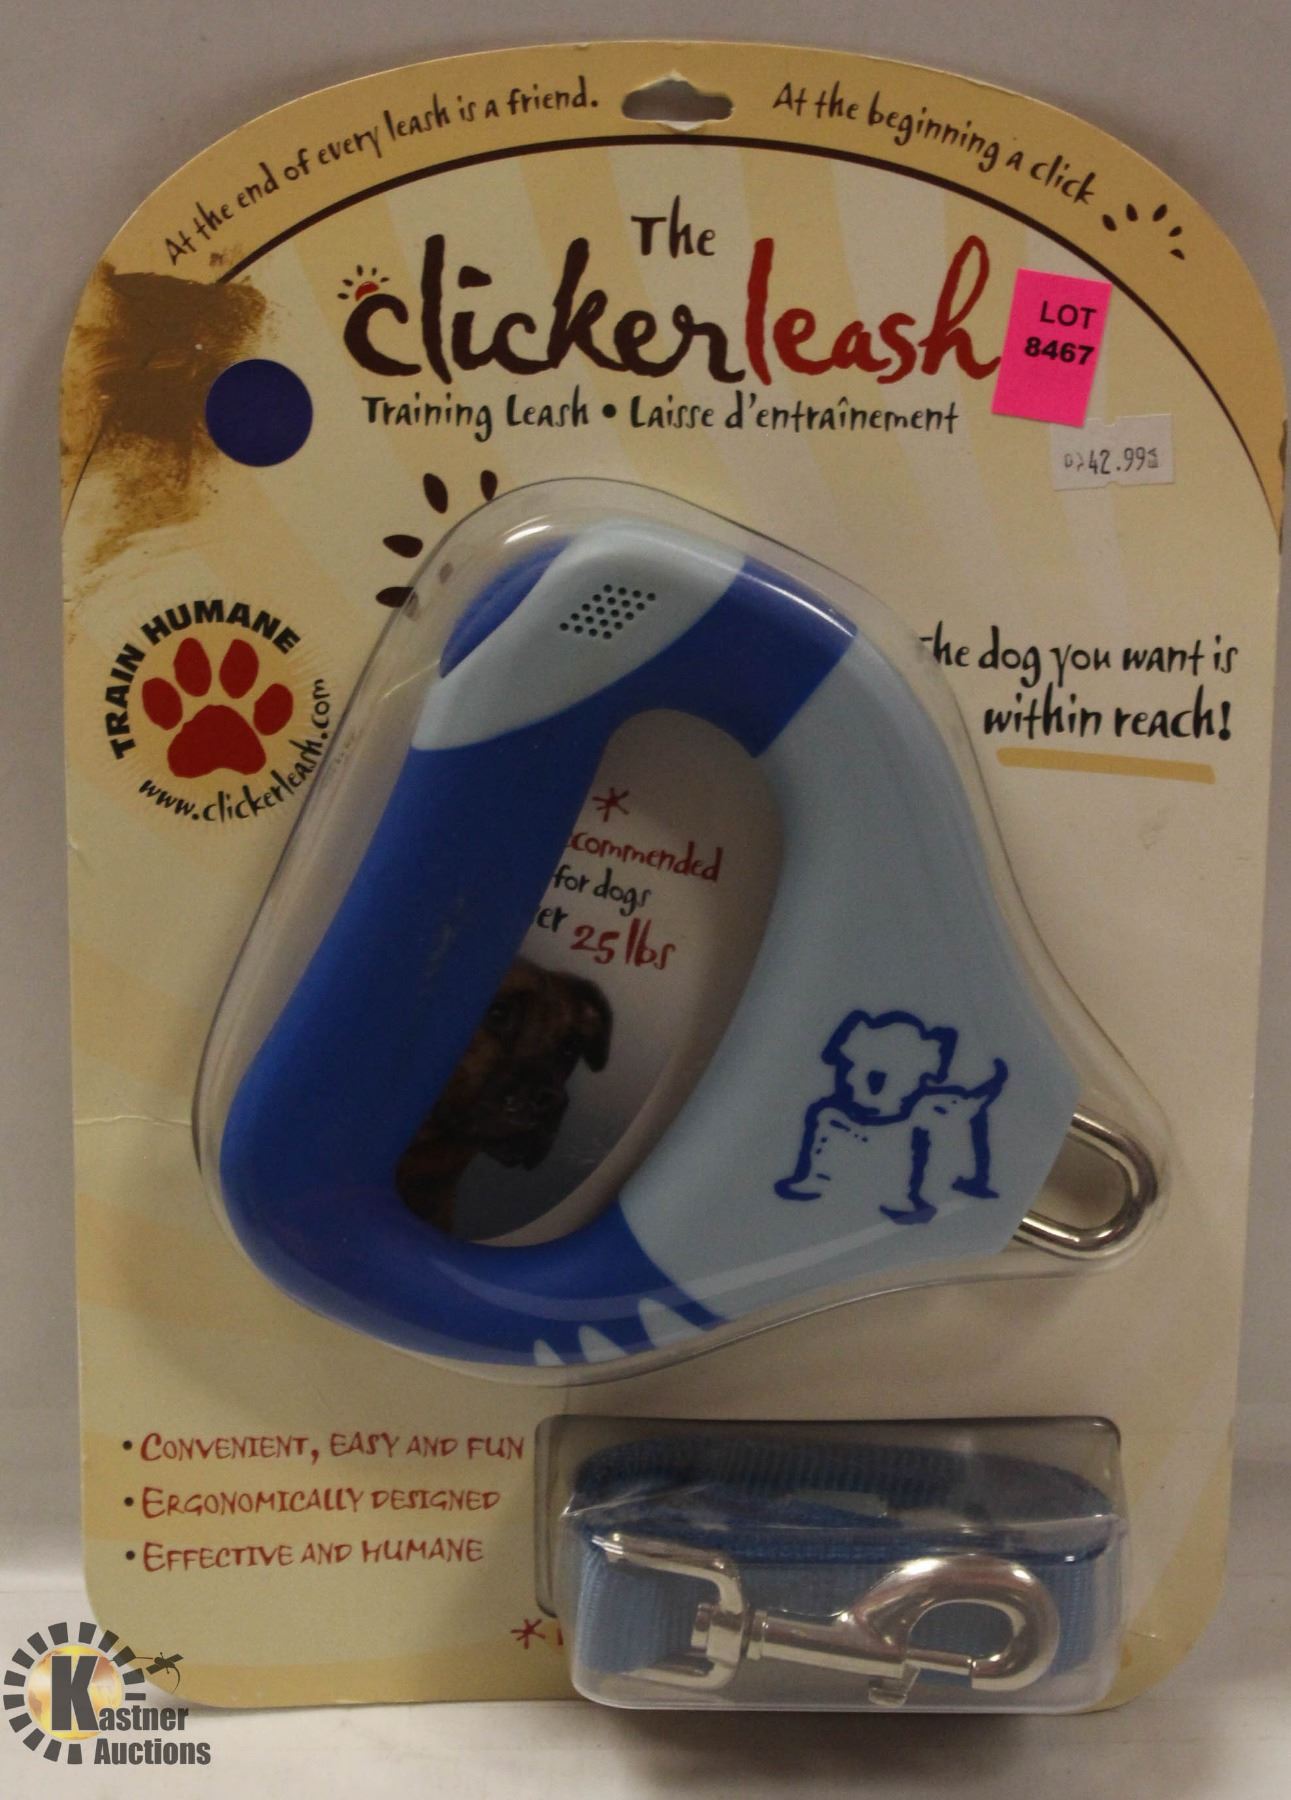 At the end of every leash is a friend.
At the beginning a click
The
clickerleash
Training Leash • Laisse d'entraînement
LOT
8467
42.99
TRAIN HUMANE
www.clickerleash.com
he dog you want is
within reach!
*
commended
for dogs
er 25 lbs
• CONVENIENT, EASY AND FUN
• ERGONOMICALLY DESIGNED
• EFFECTIVE AND HUMANE
*
Kastner
Auctions